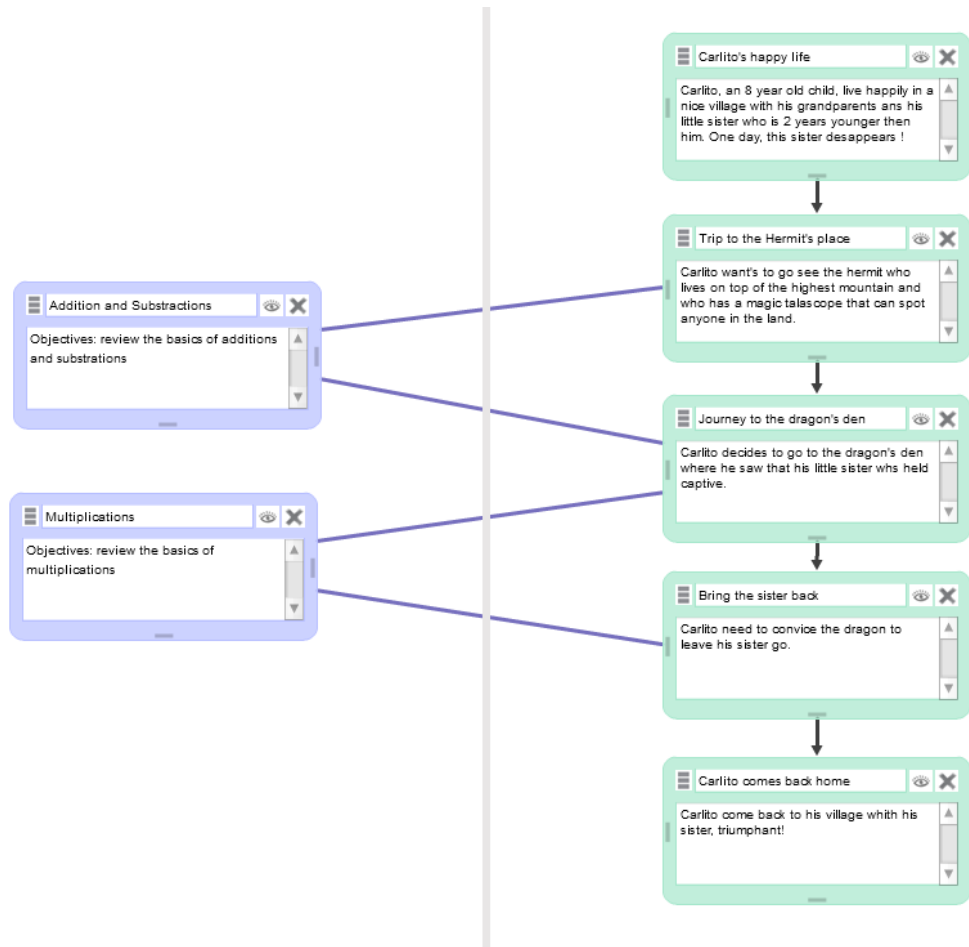 Addition and Substractions
Objectives: review the basics of additions
and substrations
Multiplications
Objectives: review the basics of
multiplications
Carlito's happy life
Carlito, an 8 year old child, live happily in a
nice village with his grandparents ans his
little sister who is 2 years younger then
him. One day, this sister desappears !
Trip to the Hermit's place
Carlito want's to go see the hermit who
lives on top of the highest mountain and
who has a magic talascope that can spot
anyone in the land.
Journey to the dragon's den
Carlito decides to go to the dragon's den
where he saw that his little sister whs held
captive.
Bring the sister back
Carlito need to convice the dragon to
leave his sister go.
Carlito comes back home
Carlito come back to his village whith his
sister, triumphant!